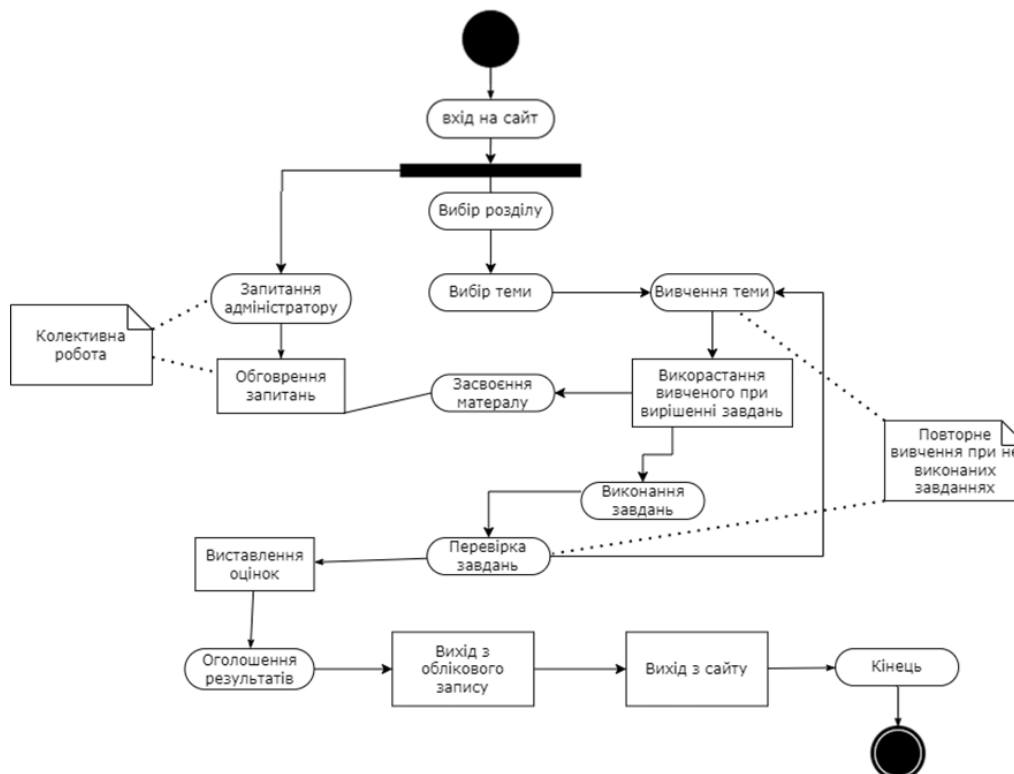 вхід на сайт
Вибір розділу
Запитання
адміністратору
Вибір теми
Вивчення теми
Колективна
робота
Обговрення
запитань
Засвоєння
матералу
Викорастання
вивченого при
вирішенні завдань
Повторне
вивчення при не
виконаних
завданнях
Виконання
завдань
Перевірка
завдань
Виставлення
оцінок
Оголошення
результатів
Вихід з
облікового
запису
Вихід з сайту
Кінець